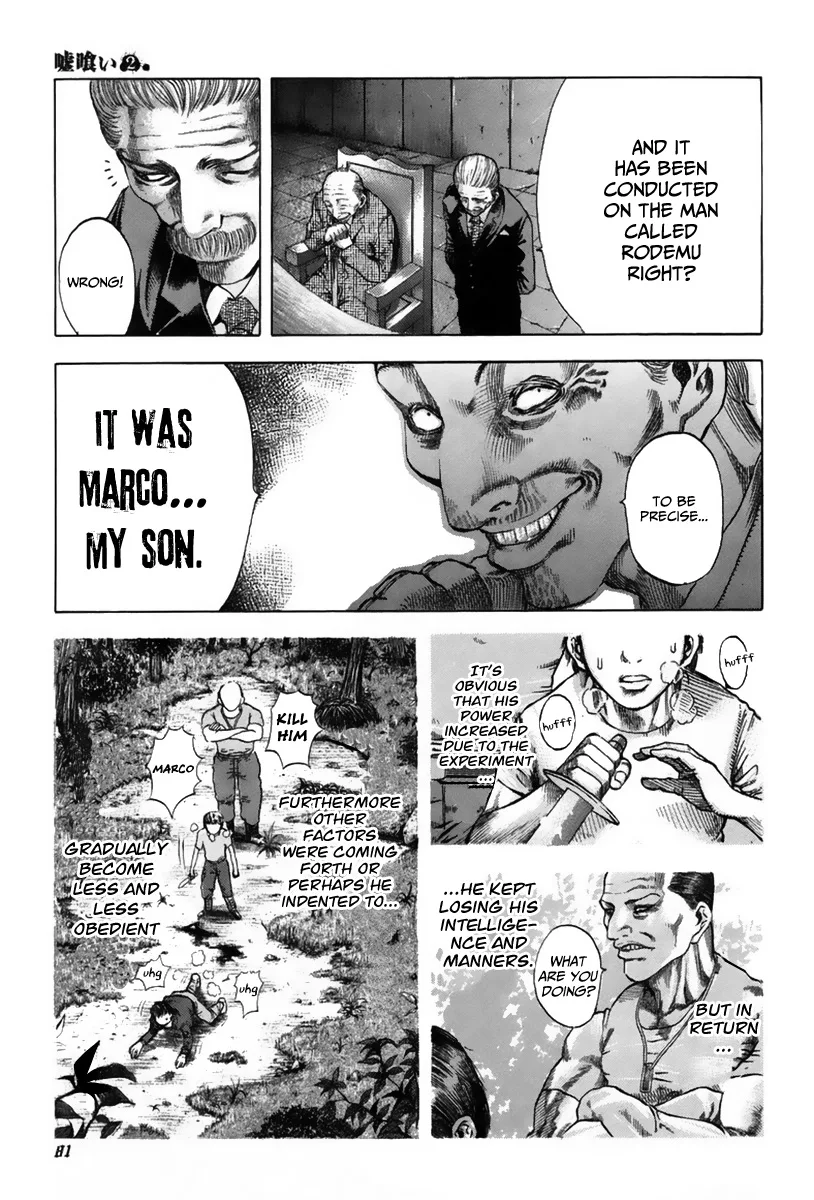 嘘喰い 2.
AND IT
HAS BEEN
CONDUCTED
ON THE MAN
CALLED
RODEMU
RIGHT?
WRONG!
TO BE
PRECISE...
IT WAS
MARCO...
MY SON.
hufff
hufff
IT'S
OBVIOUS
THAT HIS
POWER
INCREASED
DUE TO THE
EXPERIMENT
...
...HE KEPT
LOSING HIS
INTELLIGE-
NCE AND
MANNERS.
WHAT
ARE YOU
DOING?
BUT IN
RETURN
...
KILL
HIM
MARCO
FURTHERMORE
OTHER
FACTORS
WERE COMING
FORTH OR
PERHAPS HE
INDENTED TO...
GRADUALLY
BECOME
LESS AND
LESS
OBEDIENT
uhg
uhg
81